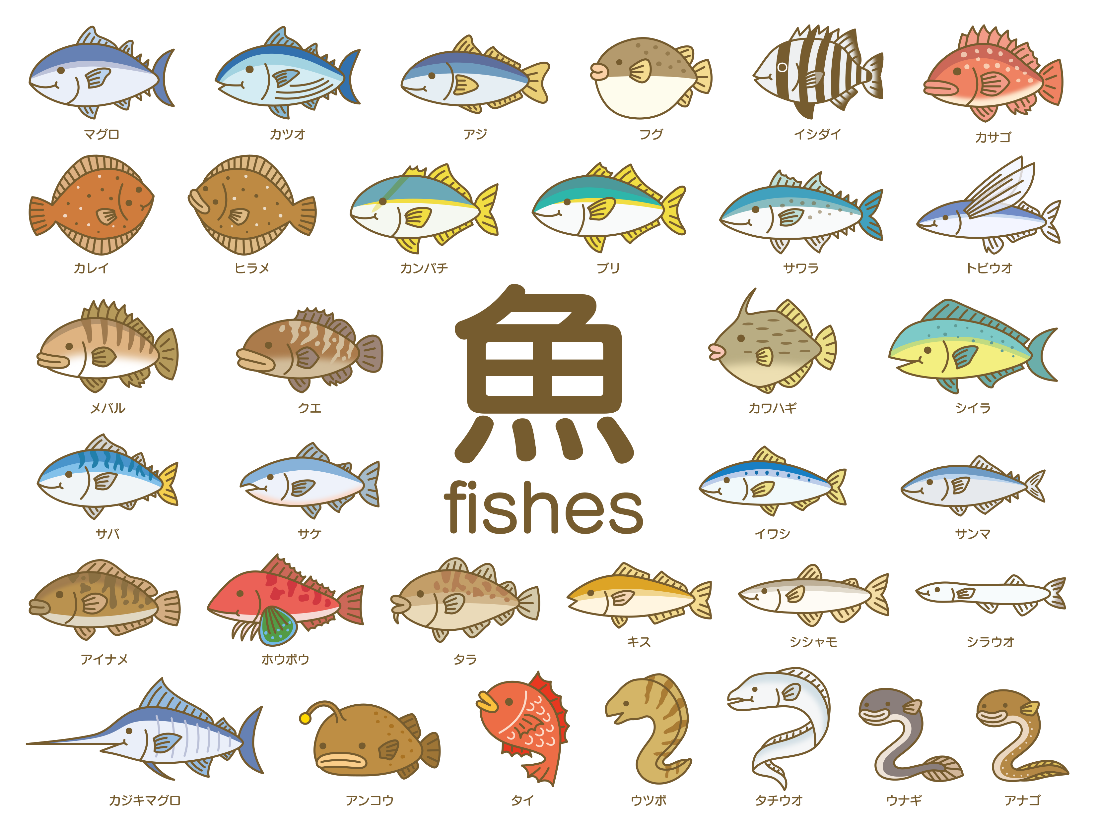 マグロ
カツオ
アジ
フグ
イシダイ
カサゴ
カレイ
ヒラメ
カンパチ
ブリ
サワラ
トビウオ
メバル
クエ
魚
fishes
カワハギ
シイラ
サバ
サケ
イワシ
サンマ
アイナメ
ホウボウ
タラ
キス
シシャモ
シラウオ
カジキマグロ
アンコウ
タイ
ウツボ
タチウオ
ウナギ
アナゴ